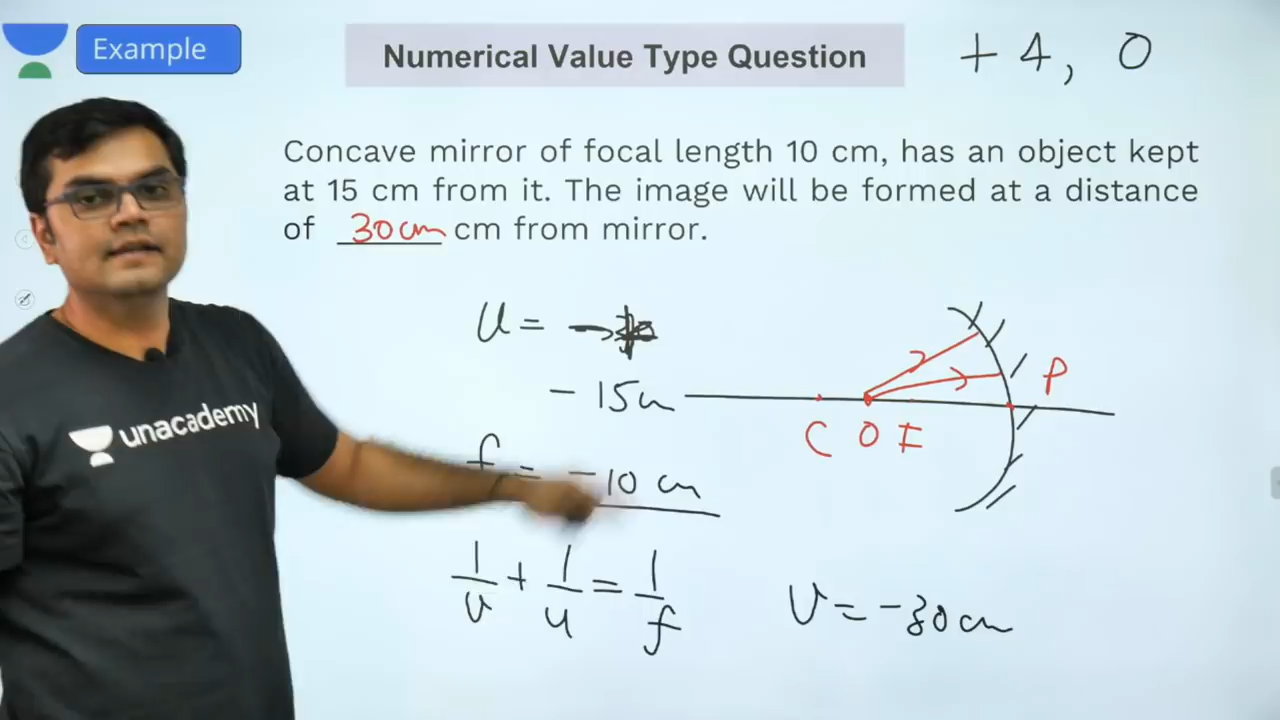 Example
Numerical Value Type Question
+ 4, 0
Concave mirror of focal length 10 cm, has an object kept
at 15 cm from it. The image will be formed at a distance
of 30cm cm from mirror.
u =
- 15cm
f = -10 cm
P
C O F
1/v + 1/u = 1/f
v = -30cm
unacademy